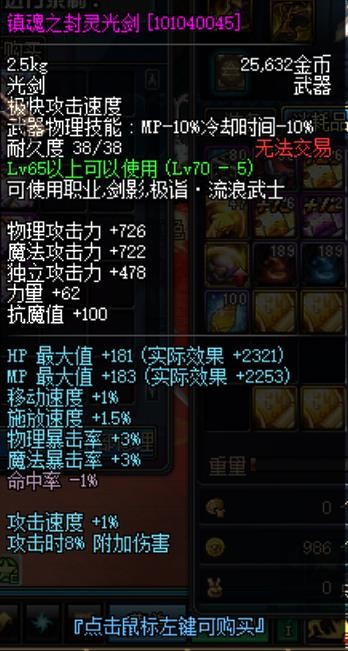 镇魂之封灵光剑 [101040045]
2.5kg 25,632金币
光剑 武器
极快攻击速度
武器物理技能：MP-10%冷却时间-10%
耐久度 38/38 无法交易
Lv65以上可以使用 (Lv70 - 5)
可使用职业,剑影,极诣·流浪武士
物理攻击力 +726
魔法攻击力 +722
独立攻击力 +478
力量 +62
抗魔值 +100
HP 最大值 +181 (实际效果 +2321)
MP 最大值 +183 (实际效果 +2253)
移动速度 +1%
施放速度 +1.5%
物理暴击率 +3%
魔法暴击率 +3%
命中率 -1%
攻击速度 +1%
攻击时8% 附加伤害
189
189
100
重量
0
986
0
『点击鼠标左键可购买』